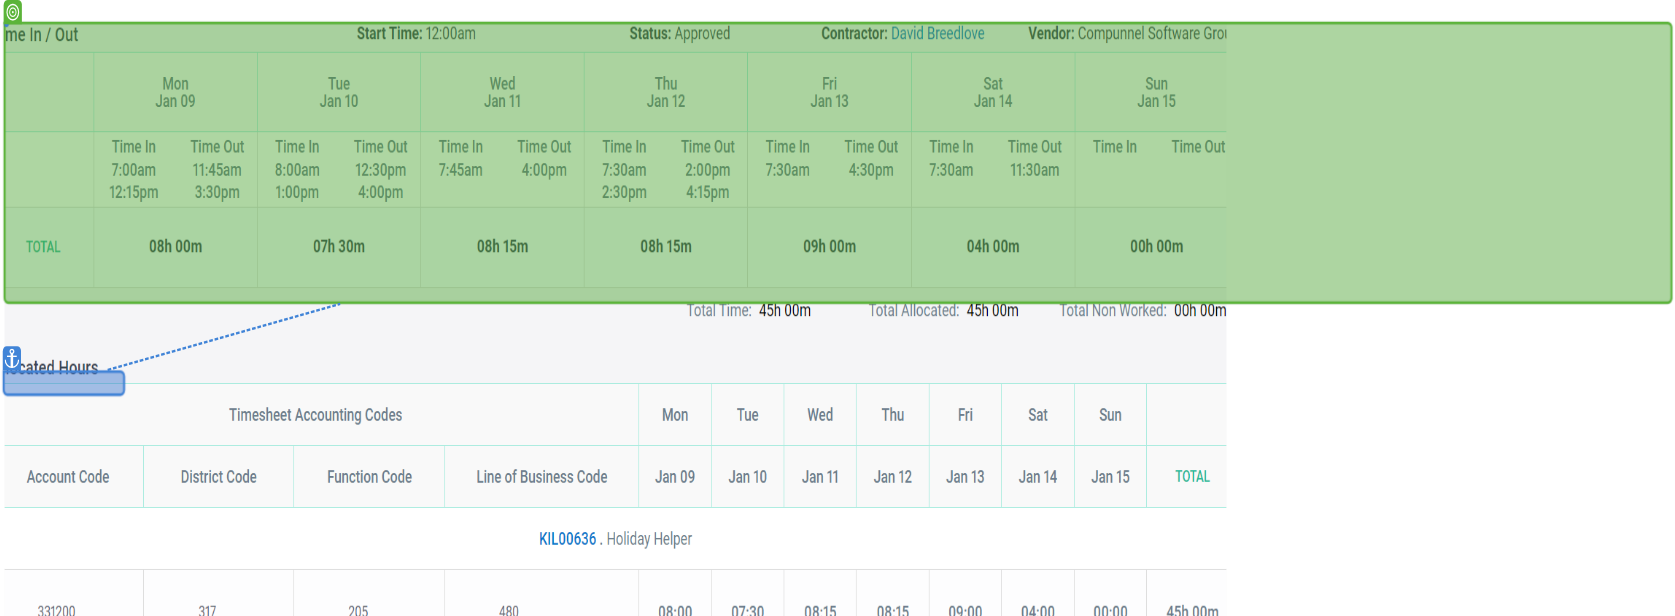 me In / Out Start Time: 12:00am Status: Approved Contractor: David Breedlove Vendor: Compunnel Software Grou
Mon Tue Wed Thu Fri Sat Sun
Jan 09 Jan 10 Jan 11 Jan 12 Jan 13 Jan 14 Jan 15
Time In Time Out Time In Time Out Time In Time Out Time In Time Out Time In Time Out Time In Time Out Time In Time Out
7:00am 11:45am 8:00am 12:30pm 7:45am 4:00pm 7:30am 2:00pm 7:30am 4:30pm 7:30am 11:30am
12:15pm 3:30pm 1:00pm 4:00pm 2:30pm 4:15pm
TOTAL 08h 00m 07h 30m 08h 15m 08h 15m 09h 00m 04h 00m 00h 00m
Total Time: 45h 00m Total Allocated: 45h 00m Total Non Worked: 00h 00m
ocated Hours
Timesheet Accounting Codes Mon Tue Wed Thu Fri Sat Sun
Account Code District Code Function Code Line of Business Code Jan 09 Jan 10 Jan 11 Jan 12 Jan 13 Jan 14 Jan 15 TOTAL
KIL00636 . Holiday Helper
331200 317 205 480 08:00 07:30 08:15 08:15 09:00 04:00 00:00 45h 00m